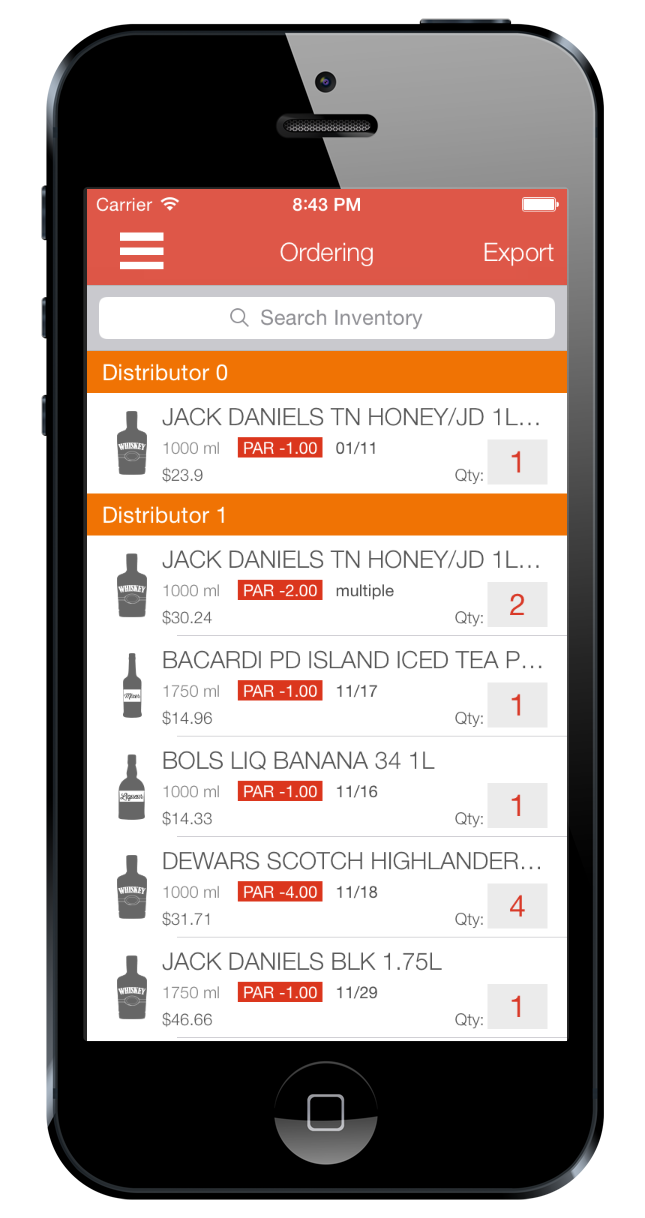 Carrier 8:43 PM
Ordering Export
Search Inventory
Distributor 0
JACK DANIELS TN HONEY/JD 1L...
WHISKEY
1000 ml PAR -1.00 01/11
$23.9 Qty: 1
Distributor 1
JACK DANIELS TN HONEY/JD 1L...
WHISKEY
1000 ml PAR -2.00 multiple
$30.24 Qty: 2
BACARDI PD ISLAND ICED TEA P...
1750 ml PAR -1.00 11/17
Mixer
$14.96 Qty: 1
BOLS LIQ BANANA 34 1L
1000 ml PAR -1.00 11/16
Liqueur
$14.33 Qty: 1
DEWARS SCOTCH HIGHLANDER...
WHISKEY
1000 ml PAR -4.00 11/18
$31.71 Qty: 4
JACK DANIELS BLK 1.75L
WHISKEY
1750 ml PAR -1.00 11/29
$46.66 Qty: 1